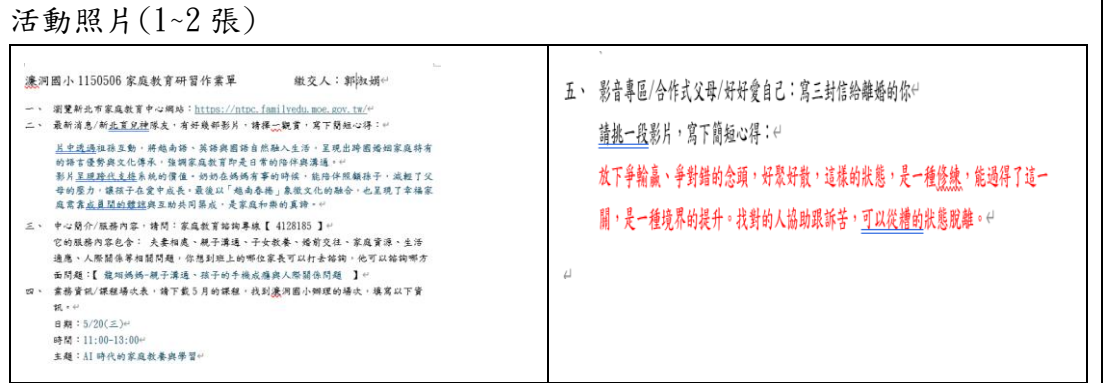 活動照片(1~2 張)
濂洞國小 1150506 家庭教育研習作業單 繳交人：郭淑娟
一、 瀏覽新北市家庭教育中心網站：https://ntpc.familyedu.moe.gov.tw/
二、 最新消息/新北育兒神隊友，有好幾部影片，請擇一觀賞，寫下簡短心得：
片中透過祖孫互動，將越南語、英語與國語自然融入生活，呈現出跨國婚姻家庭特有
的語言優勢與文化傳承，強調家庭教育即是日常的陪伴與溝通。
影片呈現跨代支持系統的價值。奶奶在媽媽有事的時候，能陪伴照顧孩子，減輕了父
母的壓力，讓孩子在愛中成長。最後以「越南春捲」象徵文化的融合，也呈現了幸福家
庭需靠成員間的體諒與互助共同築成，是家庭和樂的真諦。
三、 中心簡介/服務內容，請問：家庭教育諮詢專線【 4128185 】
它的服務內容包含： 夫妻相處、親子溝通、子女教養、婚前交往、家庭資源、生活
適應、人際關係等相關問題，你想到班上的哪位家長可以打去諮詢，他可以諮詢哪方
面問題：【 龍珀媽媽-親子溝通、孩子的手機成癮與人際關係問題 】
四、 業務資訊/課程場次表，請下載 5 月的課程，找到濂洞國小辦理的場次，填寫以下資
訊。
日期：5/20(三)
時間：11:00-13:00
主題：AI 時代的家庭教養與學習
五、 影音專區/合作式父母/好好愛自己：寫三封信給離婚的你
請挑一段影片，寫下簡短心得：
放下爭輸贏、爭對錯的念頭，好聚好散，這樣的狀態，是一種修練，能過得了這一
關，是一種境界的提升。找對的人協助跟訴苦，可以從糟的狀態脫離。